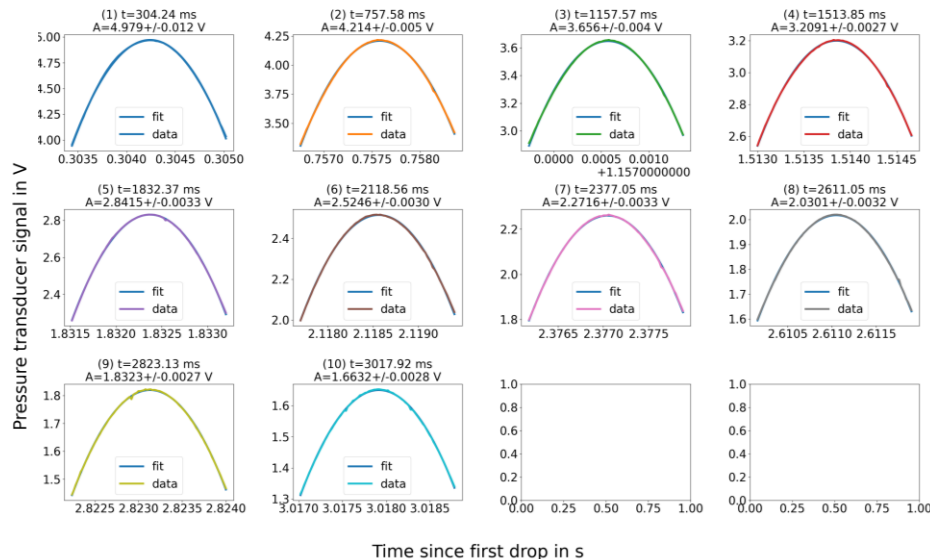 (1) t=304.24 ms
A=4.979+/-0.012 V
(2) t=757.58 ms
A=4.214+/-0.005 V
(3) t=1157.57 ms
A=3.656+/-0.004 V
(4) t=1513.85 ms
A=3.2091+/-0.0027 V
5.00
4.75
4.50
4.25
4.00
fit
data
0.3035 0.3040 0.3045 0.3050
4.25
4.00
3.75
3.50
fit
data
0.7570 0.7575 0.7580
3.6
3.4
3.2
3.0
fit
data
0.0000 0.0005 0.0010
+1.1570000000
3.2
3.0
2.8
2.6
fit
data
1.5130 1.5135 1.5140 1.5145
(5) t=1832.37 ms
A=2.8415+/-0.0033 V
(6) t=2118.56 ms
A=2.5246+/-0.0030 V
(7) t=2377.05 ms
A=2.2716+/-0.0033 V
(8) t=2611.05 ms
A=2.0301+/-0.0032 V
Pressure transducer signal in V
2.8
2.6
2.4
fit
data
1.8315 1.8320 1.8325 1.8330
2.4
2.2
2.0
fit
data
2.1180 2.1185 2.1190
2.2
2.0
1.8
fit
data
2.3765 2.3770 2.3775
2.0
1.9
1.8
1.7
1.6
fit
data
2.6105 2.6110 2.6115
(9) t=2823.13 ms
A=1.8323+/-0.0027 V
(10) t=3017.92 ms
A=1.6632+/-0.0028 V
1.8
1.7
1.6
1.5
fit
data
2.8225 2.8230 2.8235 2.8240
1.6
1.5
1.4
1.3
fit
data
3.0170 3.0175 3.0180 3.0185
1.0
0.8
0.6
0.4
0.2
0.0
0.00 0.25 0.50 0.75 1.00
1.0
0.8
0.6
0.4
0.2
0.0
0.00 0.25 0.50 0.75 1.00
Time since first drop in s